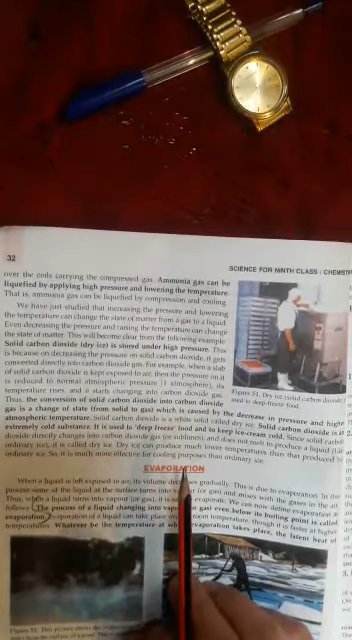 32
SCIENCE FOR NINTH CLASS : CHEMIST
over the coils carrying the compressed gas. Ammonia gas can be
liquefied by applying high pressure and lowering the temperature.
That is, ammonia gas can be liquefied by compression and cooling.
We have just studied that increasing the pressure and lowering
the temperature can change the state of matter from a gas to a liquid.
Even decreasing the pressure and raising the temperature can change
the state of matter. This will become clear from the following example.
Solid carbon dioxide (dry ice) is stored under high pressure. This
is because on decreasing the pressure on solid carbon dioxide, it gets
converted directly into carbon dioxide gas. For example, when a slab
of solid carbon dioxide is kept exposed to air, then the pressure on it
is reduced to normal atmospheric pressure (1 atmosphere), its
temperature rises, and it starts changing into carbon dioxide gas.
Thus, the conversion of solid carbon dioxide into carbon dioxide
gas is a change of state (from solid to gas) which is caused by the decrease in pressure and high
atmospheric temperature. Solid carbon dioxide is a white solid called dry ice. Solid carbon dioxide is a
extremely cold substance. It is used to 'deep freeze' food and to keep ice-cream cold. Since solid carbon
dioxide directly changes into carbon dioxide gas (or sublimes), and does not melt to produce a liquid (like
ordinary ice), it is called dry ice. Dry ice can produce much lower temperatures than that produced
ordinary ice. So, it is much more effective for cooling purposes than ordinary ice.
Figure 51. Dry ice (solid carbon dioxide)
used to deep-freeze food.
EVAPORATION
When a liquid is left exposed to air, its volume gradually. This is due to evaporation. In the
process some of the liquid at the surface turns into or gas and mixes with the gases in the air.
Thus, when a liquid turns into vapour (or gas), it is evaporate. We can now define evaporation as
follows : The process of a liquid changing into vapour or gas even below its boiling point is called
evaporation. Evaporation of a liquid can take place room temperature, though it is faster at higher
temperatures. Whatever be the temperature at wh evaporation takes place, the latent heat of